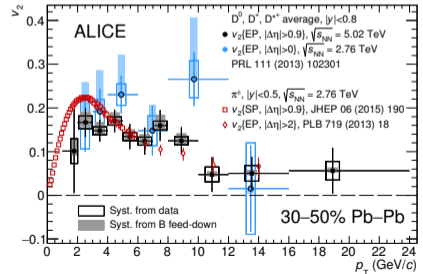 v₂
ALICE
D⁰, D⁺, D*⁺ average, |y|<0.8
v₂{EP, |Δη|>0.9}, √sNN = 5.02 TeV
v₂{EP, |Δη|>0}, √sNN = 2.76 TeV
PRL 111 (2013) 102301
π±, |y|<0.5, √sNN = 2.76 TeV
v₂{SP, |Δη|>0.9}, JHEP 06 (2015) 190
v₂{EP, |Δη|>2}, PLB 719 (2013) 18
0.4
0.3
0.2
0.1
0
−0.1
Syst. from data
Syst. from B feed-down
30–50% Pb–Pb
0 2 4 6 8 10 12 14 16 18 20 22 24
pT (GeV/c)